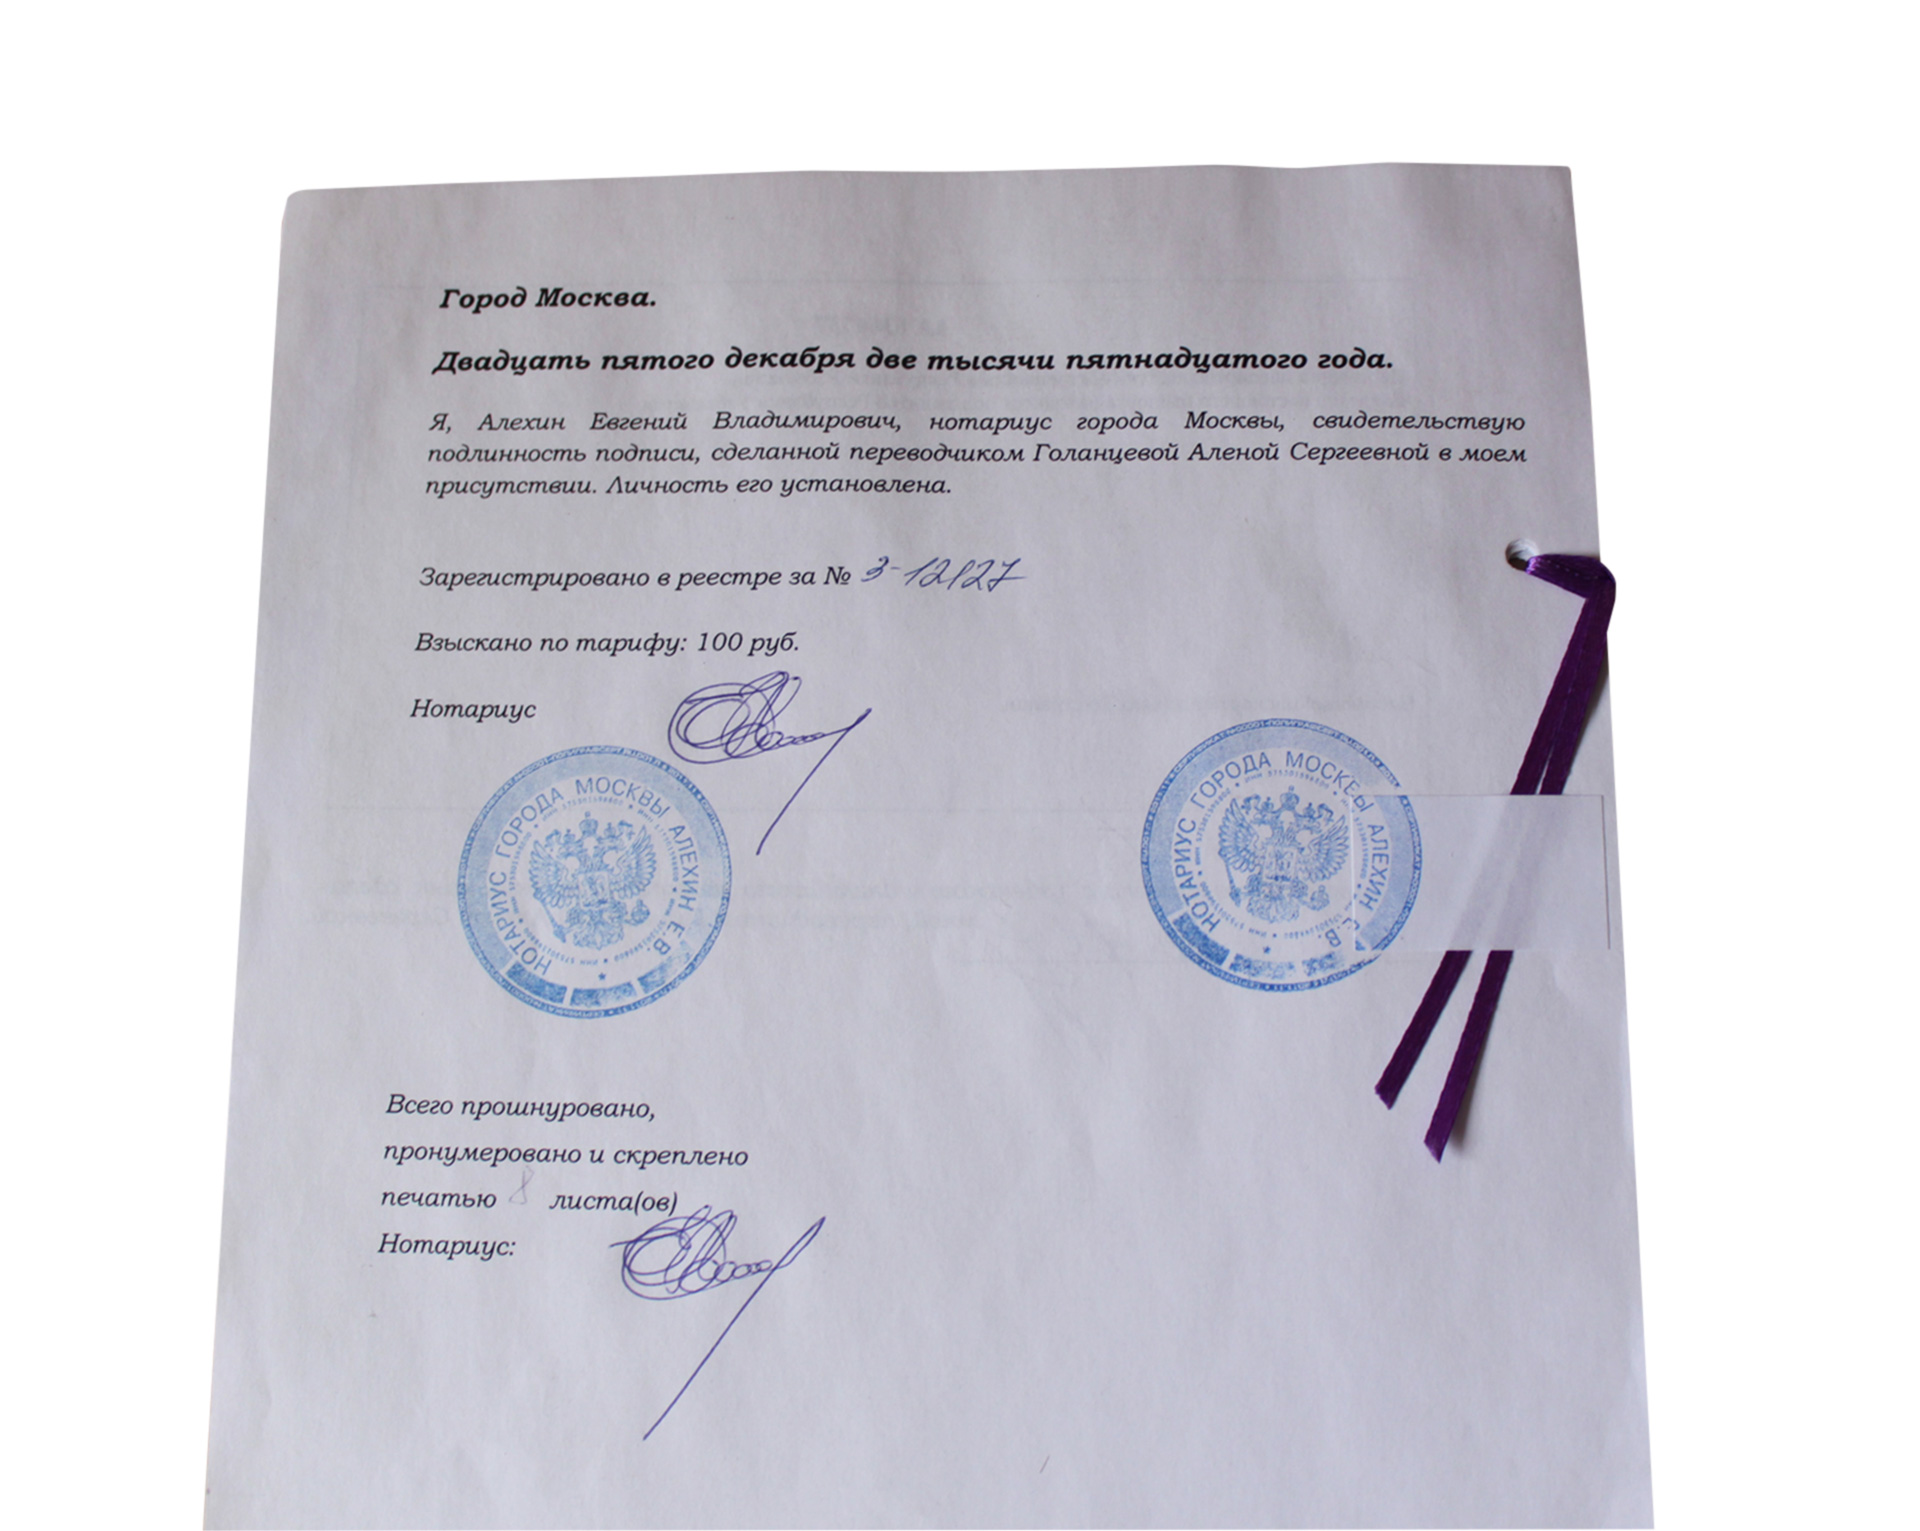 Город Москва.
Двадцать пятого декабря две тысячи пятнадцатого года.
Я, Алехин Евгений Владимирович, нотариус города Москвы, свидетельствую
подлинность подписи, сделанной переводчиком Голанцевой Аленой Сергеевной в моем
присутствии. Личность его установлена.
Зарегистрировано в реестре за № 3-12127
Взыскано по тарифу: 100 руб.
Нотариус
НОТАРИУС ГОРОДА МОСКВЫ АЛЕХИН Е.В.
НОТАРИУС ГОРОДА МОСКВЫ АЛЕХИН Е.В.
Всего прошнуровано,
пронумеровано и скреплено
печатью 8 листа(ов)
Нотариус: